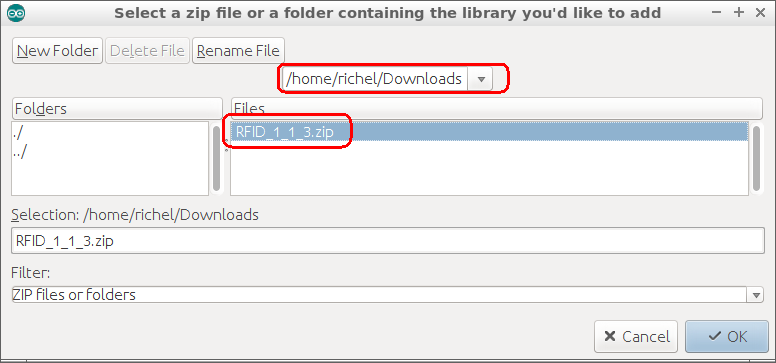 Select a zip file or a folder containing the library you'd like to add
New Folder Delete File Rename File
/home/richel/Downloads
Folders Files
./ RFID_1_1_3.zip
../
Selection: /home/richel/Downloads
RFID_1_1_3.zip
Filter:
ZIP files or folders
Cancel OK